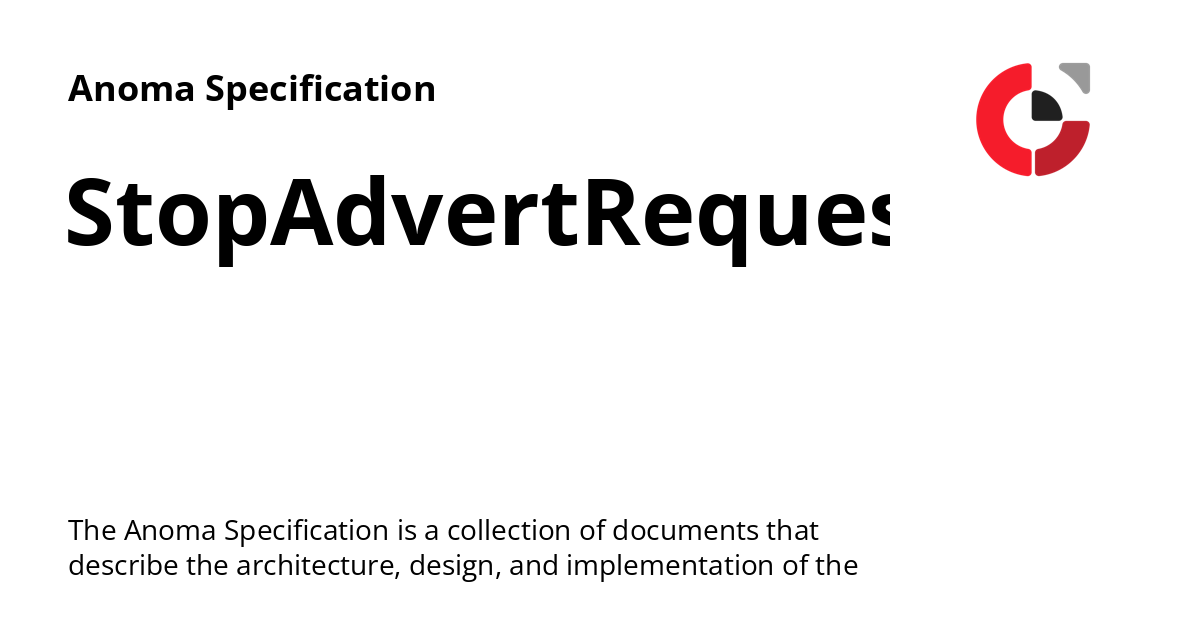 Anoma Specification
StopAdvertReques
The Anoma Specification is a collection of documents that
describe the architecture, design, and implementation of the